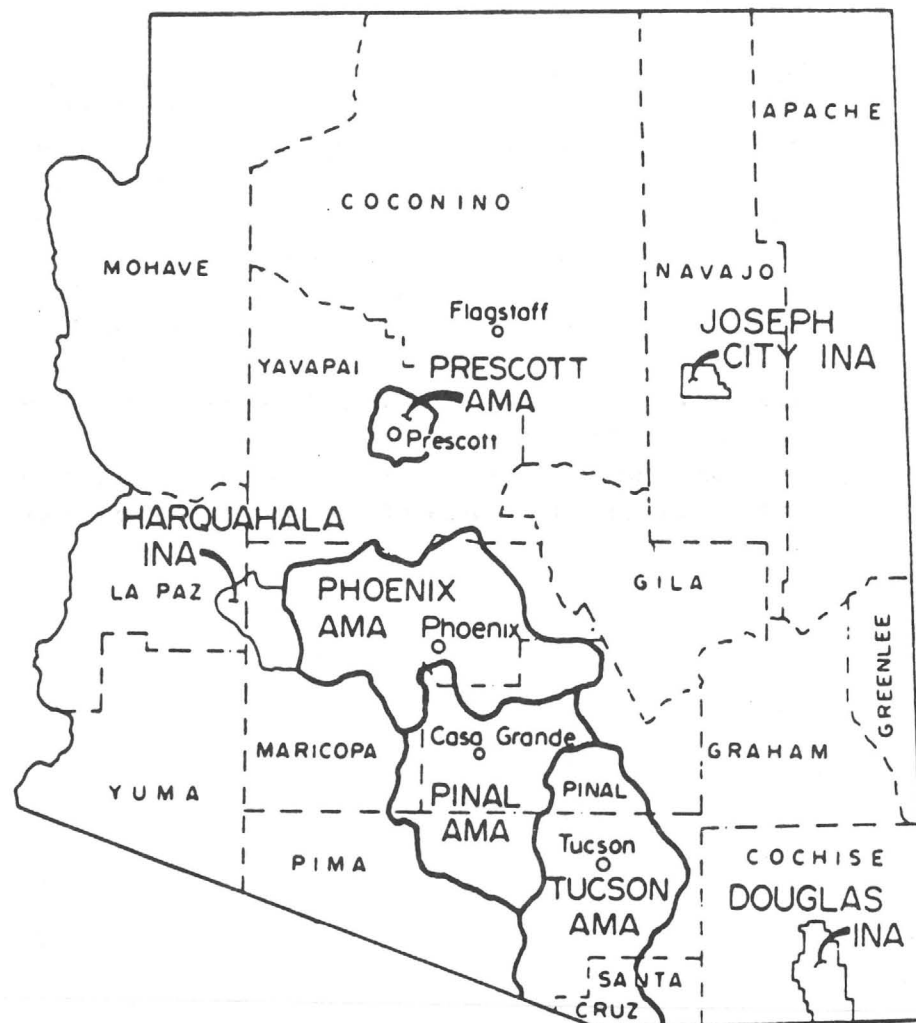 APACHE
COCONINO
MOHAVE
NAVAJO
Flagstaff
JOSEPH
CITY INA
YAVAPAI
PRESCOTT
AMA
Prescott
HARQUAHALA
INA
LA PAZ
PHOENIX
AMA
Phoenix
GILA
GREENLEE
MARICOPA
Casa Grande
GRAHAM
YUMA
PINAL
AMA
PINAL
PIMA
Tucson
TUCSON
AMA
COCHISE
DOUGLAS
INA
SANTA
CRUZ